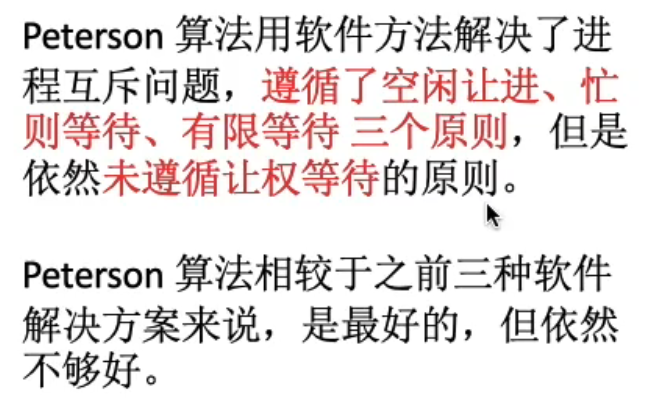 Peterson 算法用软件方法解决了进
程互斥问题，遵循了空闲让进、忙
则等待、有限等待 三个原则，但是
依然未遵循让权等待的原则。
Peterson 算法相较于之前三种软件
解决方案来说，是最好的，但依然
不够好。